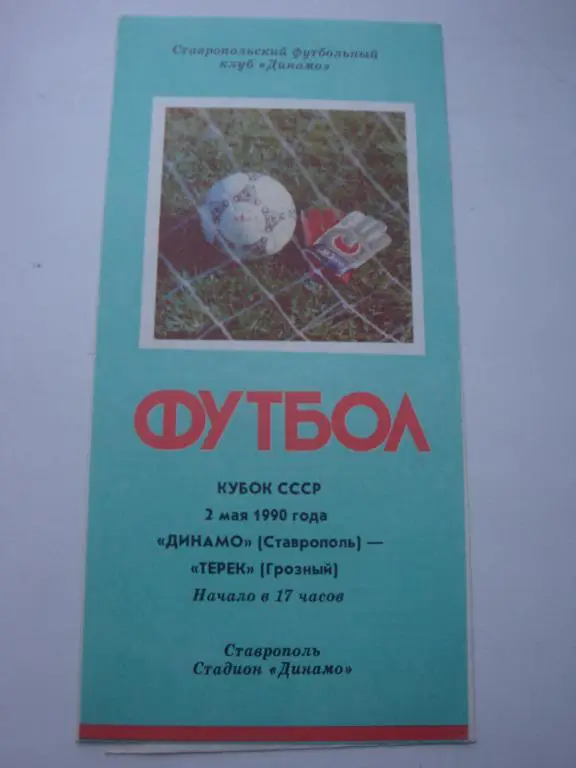 Ставропольский футбольный
клуб «Динамо»
ФУТБОЛ
КУБОК СССР
2 мая 1990 года
«ДИНАМО» (Ставрополь) —
«ТЕРЕК» (Грозный)
Начало в 17 часов
Ставрополь
Стадион «Динамо»